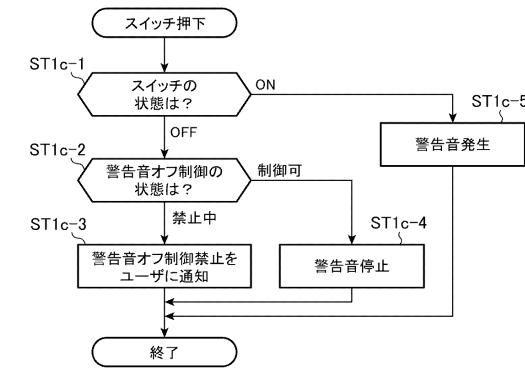 スイッチ押下
ST1c-1
スイッチの
状態は？
ON
ST1c-5
警告音発生
OFF
ST1c-2
警告音オフ制御の
状態は？
制御可
禁止中
ST1c-3
警告音オフ制御禁止を
ユーザに通知
ST1c-4
警告音停止
終了